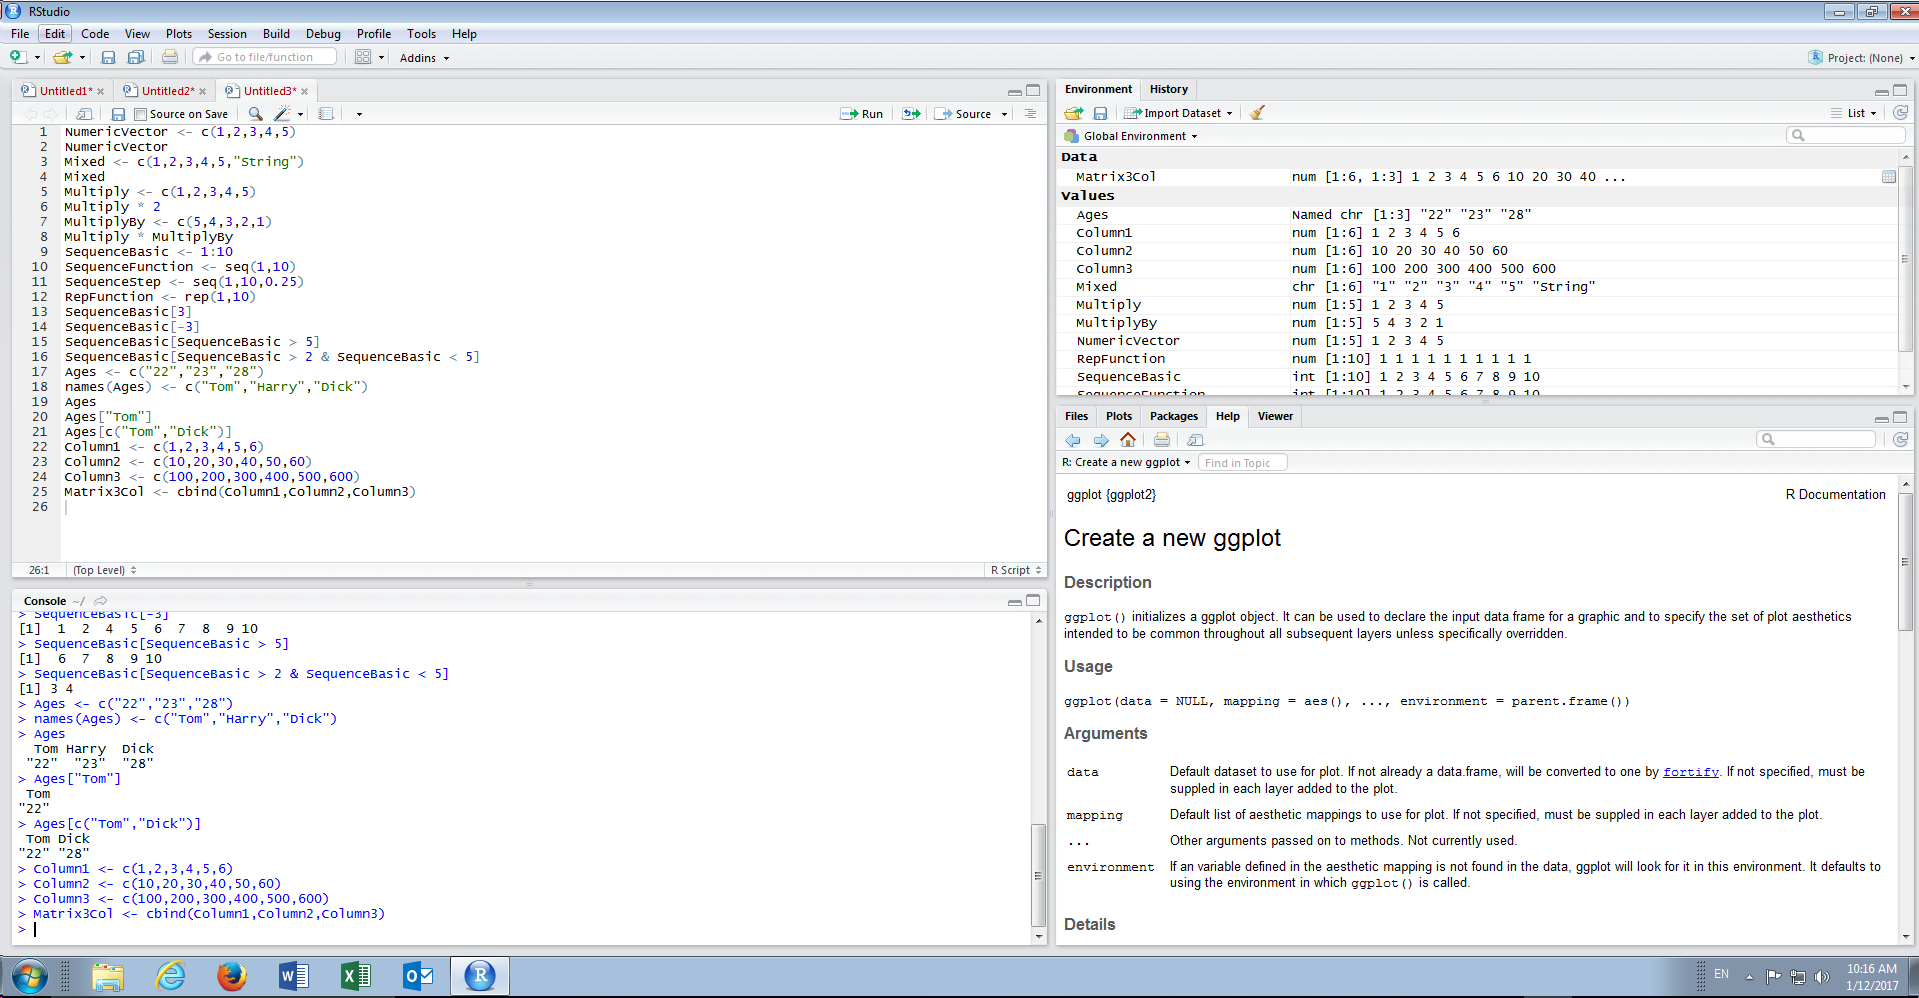 RStudio
File Edit Code View Plots Session Build Debug Profile Tools Help
Go to file/function Addins Project: (None)
Untitled1* Untitled2* Untitled3*
Source on Save Run Source
1 NumericVector <- c(1,2,3,4,5)
2 NumericVector
3 Mixed <- c(1,2,3,4,5,"String")
4 Mixed
5 Multiply <- c(1,2,3,4,5)
6 Multiply * 2
7 MultiplyBy <- c(5,4,3,2,1)
8 Multiply * MultiplyBy
9 SequenceBasic <- 1:10
10 SequenceFunction <- seq(1,10)
11 SequenceStep <- seq(1,10,0.25)
12 RepFunction <- rep(1,10)
13 SequenceBasic[3]
14 SequenceBasic[-3]
15 SequenceBasic[SequenceBasic > 5]
16 SequenceBasic[SequenceBasic > 2 & SequenceBasic < 5]
17 Ages <- c("22","23","28")
18 names(Ages) <- c("Tom","Harry","Dick")
19 Ages
20 Ages["Tom"]
21 Ages[c("Tom","Dick")]
22 Column1 <- c(1,2,3,4,5,6)
23 Column2 <- c(10,20,30,40,50,60)
24 Column3 <- c(100,200,300,400,500,600)
25 Matrix3Col <- cbind(Column1,Column2,Column3)
26
26:1 (Top Level) R Script
Console ~/
> SequenceBasic[-3]
[1] 1 2 4 5 6 7 8 9 10
> SequenceBasic[SequenceBasic > 5]
[1] 6 7 8 9 10
> SequenceBasic[SequenceBasic > 2 & SequenceBasic < 5]
[1] 3 4
> Ages <- c("22","23","28")
> names(Ages) <- c("Tom","Harry","Dick")
> Ages
Tom Harry Dick
"22" "23" "28"
> Ages["Tom"]
Tom
"22"
> Ages[c("Tom","Dick")]
Tom Dick
"22" "28"
> Column1 <- c(1,2,3,4,5,6)
> Column2 <- c(10,20,30,40,50,60)
> Column3 <- c(100,200,300,400,500,600)
> Matrix3Col <- cbind(Column1,Column2,Column3)
>
Environment History
Import Dataset List
Global Environment
Data
Matrix3Col num [1:6, 1:3] 1 2 3 4 5 6 10 20 30 40 ...
Values
Ages Named chr [1:3] "22" "23" "28"
Column1 num [1:6] 1 2 3 4 5 6
Column2 num [1:6] 10 20 30 40 50 60
Column3 num [1:6] 100 200 300 400 500 600
Mixed chr [1:6] "1" "2" "3" "4" "5" "String"
Multiply num [1:5] 1 2 3 4 5
MultiplyBy num [1:5] 5 4 3 2 1
NumericVector num [1:5] 1 2 3 4 5
RepFunction num [1:10] 1 1 1 1 1 1 1 1 1 1
SequenceBasic int [1:10] 1 2 3 4 5 6 7 8 9 10
SequenceFunction int [1:10] 1 2 3 4 5 6 7 8 9 10
Files Plots Packages Help Viewer
R: Create a new ggplot Find in Topic
ggplot {ggplot2} R Documentation
Create a new ggplot
Description
ggplot() initializes a ggplot object. It can be used to declare the input data frame for a graphic and to specify the set of plot aesthetics
intended to be common throughout all subsequent layers unless specifically overridden.
Usage
ggplot(data = NULL, mapping = aes(), ..., environment = parent.frame())
Arguments
data Default dataset to use for plot. If not already a data.frame, will be converted to one by fortify. If not specified, must be
suppled in each layer added to the plot.
mapping Default list of aesthetic mappings to use for plot. If not specified, must be suppled in each layer added to the plot.
... Other arguments passed on to methods. Not currently used.
environment If an variable defined in the aesthetic mapping is not found in the data, ggplot will look for it in this environment. It defaults to
using the environment in which ggplot() is called.
Details
EN 10:16 AM
1/12/2017